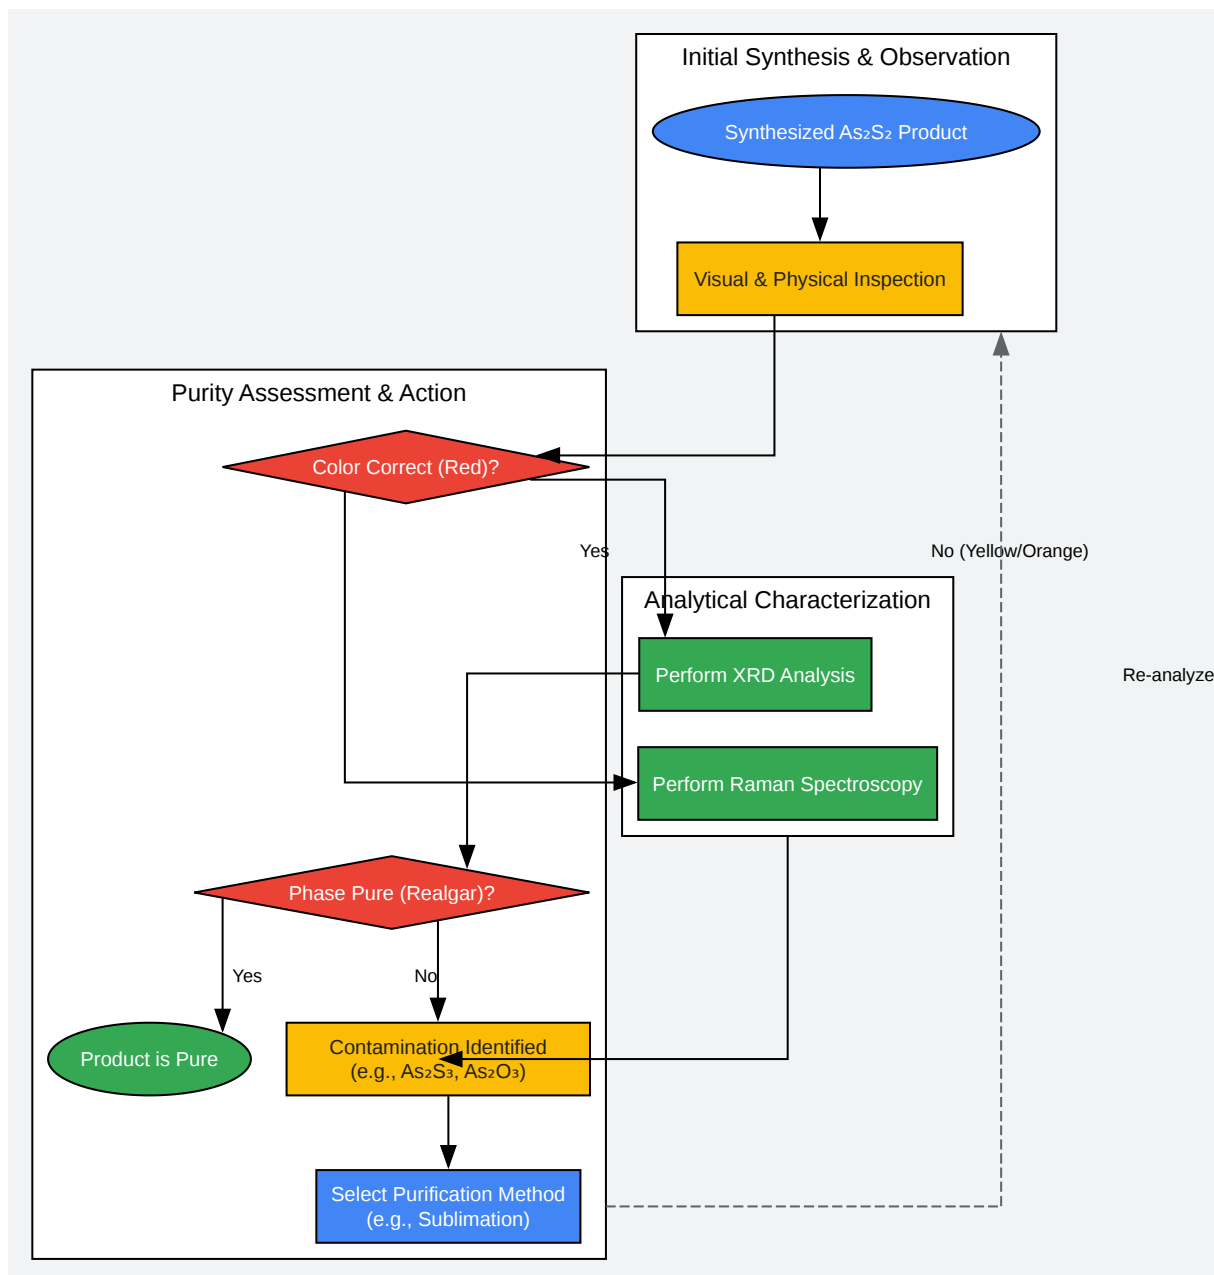 Initial Synthesis & Observation
Synthesized As₂S₂ Product
Visual & Physical Inspection
Purity Assessment & Action
Color Correct (Red)?
Yes
No (Yellow/Orange)
Analytical Characterization
Perform XRD Analysis
Re-analyze
Perform Raman Spectroscopy
Phase Pure (Realgar)?
Yes
No
Product is Pure
Contamination Identified
(e.g., As₂S₃, As₂O₃)
Select Purification Method
(e.g., Sublimation)